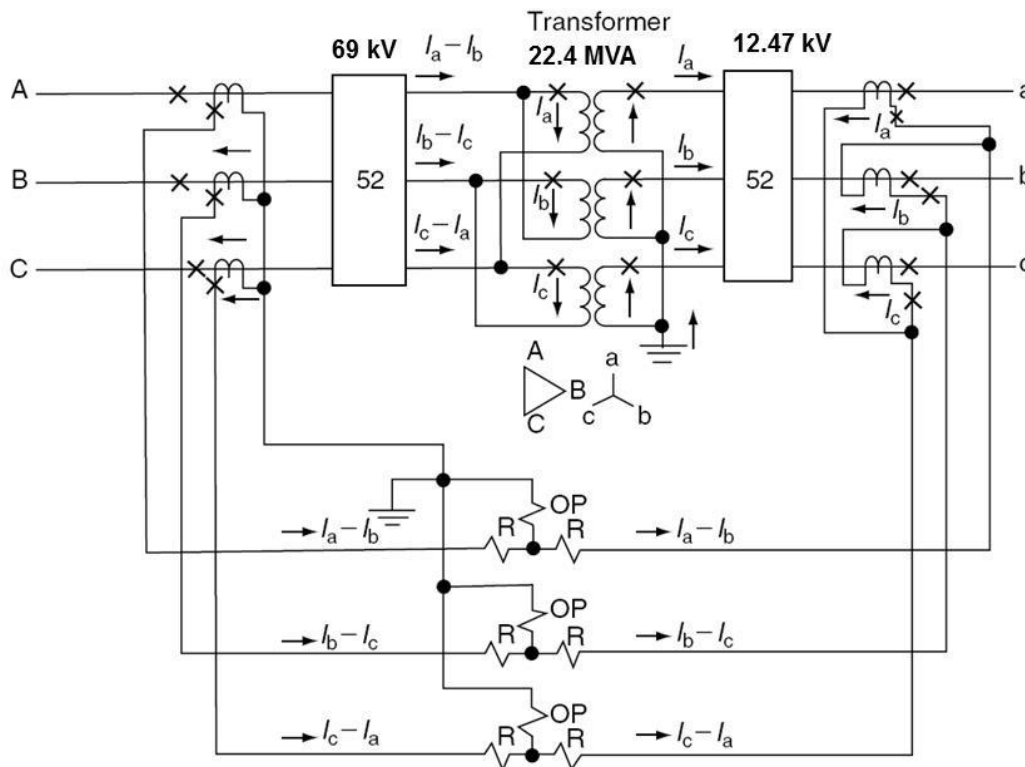 Transformer
69 kV Ia – Ib 22.4 MVA Ia 12.47 kV
A a
Ia Ia
Ib – Ic Ib
B 52 52 b
Ib Ib
Ic – Ia Ic
C c
Ic Ic
A a
B
C c b
OP
Ia – Ib R R Ia – Ib
OP
Ib – Ic R R Ib – Ic
OP
Ic – Ia R R Ic – Ia